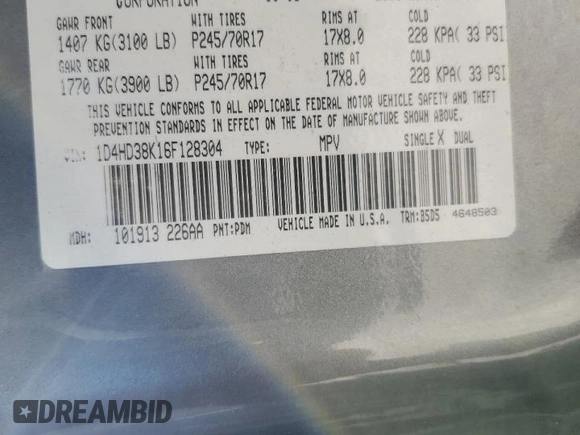 CORPORATION
GAWR FRONT WITH TIRES RIMS AT COLD
1407 KG(3100 LB) P245/70R17 17X8.0 228 KPA( 33 PSI
GAWR REAR WITH TIRES RIMS AT COLD
1770 KG(3900 LB) P245/70R17 17X8.0 228 KPA( 33 PSI
THIS VEHICLE CONFORMS TO ALL APPLICABLE FEDERAL MOTOR VEHICLE SAFETY AND THEFT
PREVENTION STANDARDS IN EFFECT ON THE DATE OF MANUFACTURE SHOWN ABOVE.
VIN: 1D4HD38K16F128304 TYPE: MPV SINGLE X DUAL
MDH: 101913 226AA PNT:PDM VEHICLE MADE IN U.S.A. TRM:B5D5 4648503
DREAMBID